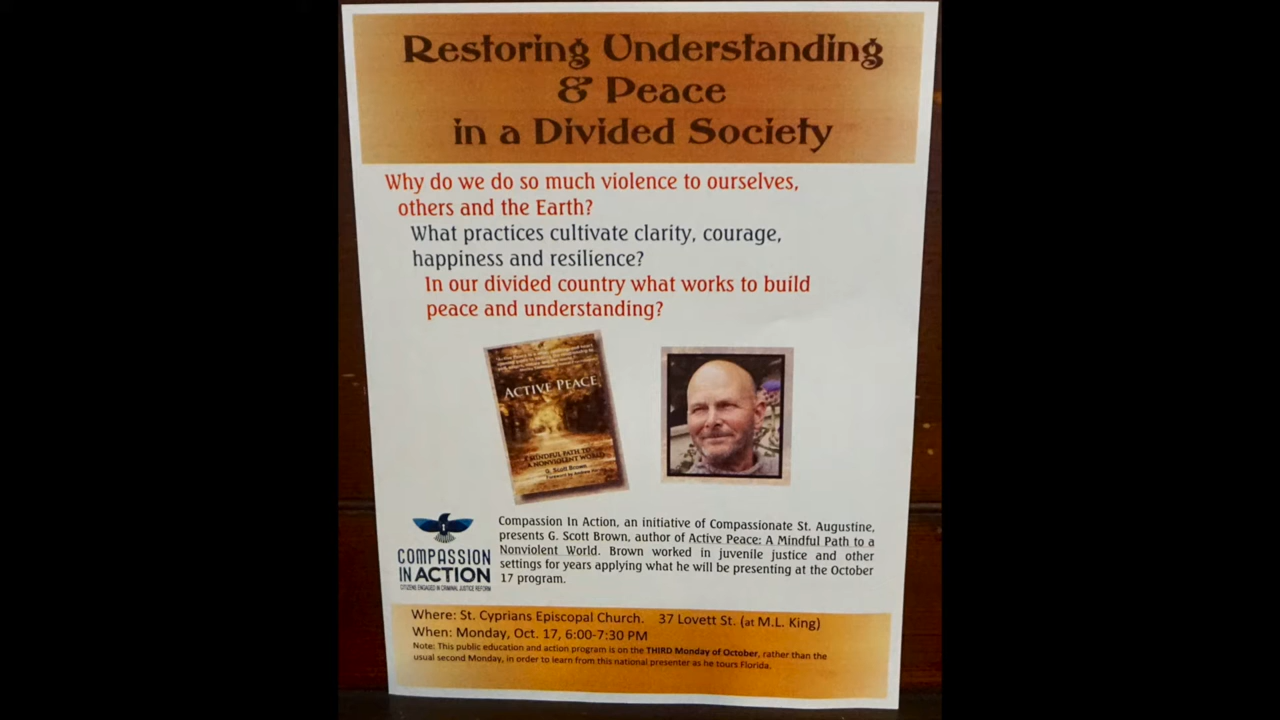 Restoring Understanding
& Peace
in a Divided Society
Why do we do so much violence to ourselves,
others and the Earth?
What practices cultivate clarity, courage,
happiness and resilience?
In our divided country what works to build
peace and understanding?
ACTIVE PEACE
A MINDFUL PATH TO
A NONVIOLENT WORLD
G. Scott Brown
COMPASSION
IN ACTION
CITIZENS ENGAGED IN CRIMINAL JUSTICE REFORM
Compassion In Action, an initiative of Compassionate St. Augustine,
presents G. Scott Brown, author of Active Peace: A Mindful Path to a
Nonviolent World. Brown worked in juvenile justice and other
settings for years applying what he will be presenting at the October
17 program.
Where: St. Cyprians Episcopal Church. 37 Lovett St. (at M.L. King)
When: Monday, Oct. 17, 6:00-7:30 PM
Note: This public education and action program is on the THIRD Monday of October, rather than the
usual second Monday, in order to learn from this national presenter as he tours Florida.